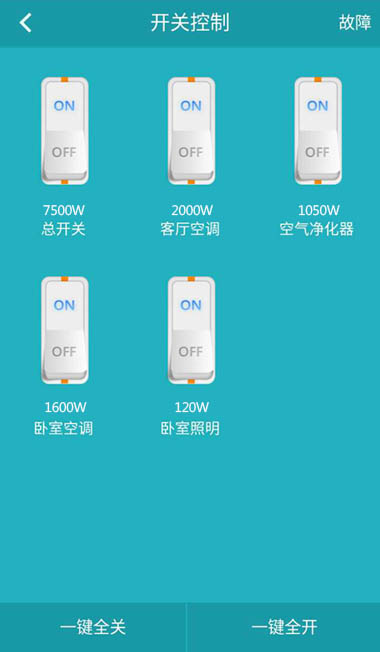 开关控制 故障
ON ON ON
OFF OFF OFF
7500W 2000W 1050W
总开关 客厅空调 空气净化器
ON ON
OFF OFF
1600W 120W
卧室空调 卧室照明
一键全关 一键全开